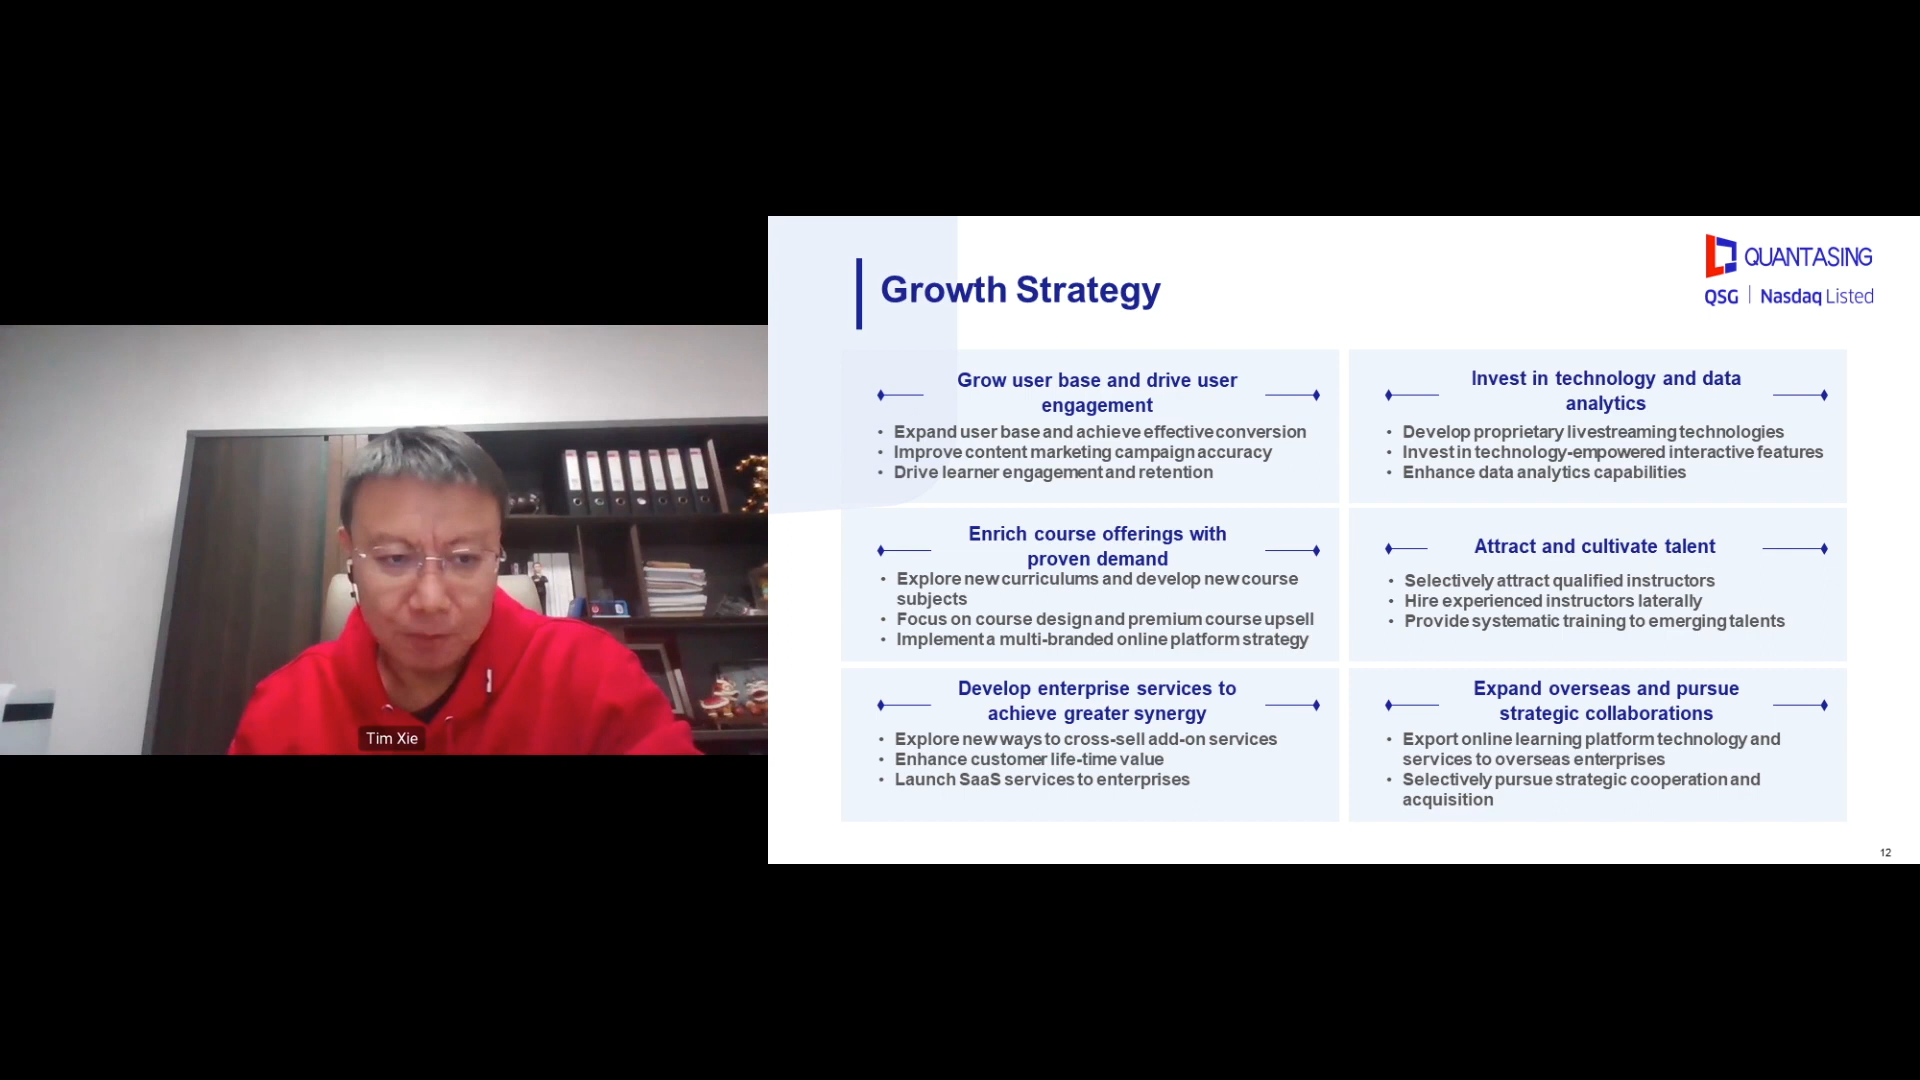 Tim Xie
Growth Strategy
QUANTASING
QSG | Nasdaq Listed
Grow user base and drive user
engagement
• Expand user base and achieve effective conversion
• Improve content marketing campaign accuracy
• Drive learner engagement and retention
Invest in technology and data
analytics
• Develop proprietary livestreaming technologies
• Invest in technology-empowered interactive features
• Enhance data analytics capabilities
Enrich course offerings with
proven demand
• Explore new curriculums and develop new course
subjects
• Focus on course design and premium course upsell
• Implement a multi-branded online platform strategy
Attract and cultivate talent
• Selectively attract qualified instructors
• Hire experienced instructors laterally
• Provide systematic training to emerging talents
Develop enterprise services to
achieve greater synergy
• Explore new ways to cross-sell add-on services
• Enhance customer life-time value
• Launch SaaS services to enterprises
Expand overseas and pursue
strategic collaborations
• Export online learning platform technology and
services to overseas enterprises
• Selectively pursue strategic cooperation and
acquisition
12